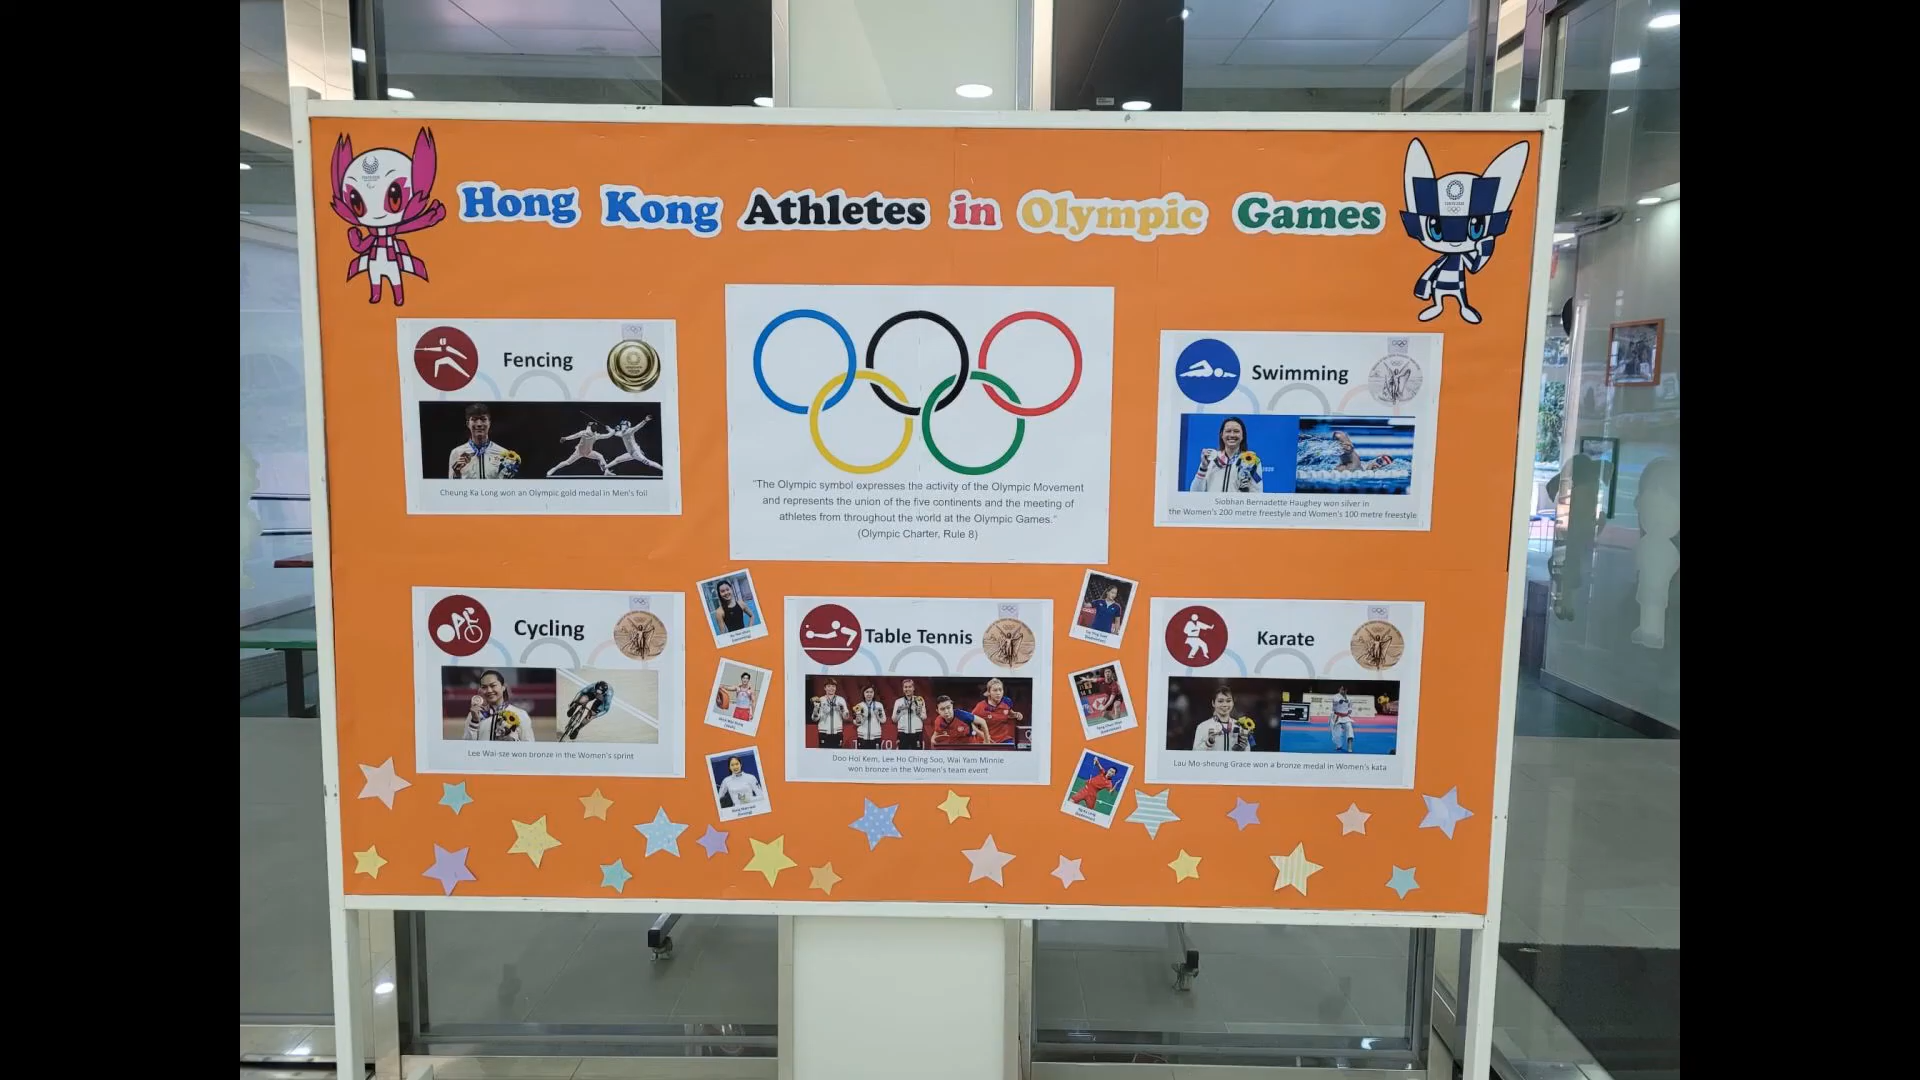 Hong Kong Athletes in Olympic Games
Fencing
Cheung Ka Long won an Olympic gold medal in Men's foil
"The Olympic symbol expresses the activity of the Olympic Movement
and represents the union of the five continents and the meeting of
athletes from throughout the world at the Olympic Games."
(Olympic Charter, Rule 8)
Swimming
Siobhan Bernadette Haughey won silver in
the Women's 200 metre freestyle and Women's 100 metre freestyle
Cycling
Lee Wai-sze won bronze in the Women's sprint
Table Tennis
Doo Hoi Kem, Lee Ho Ching Soo, Wai Yam Minnie
won bronze in the Women's team event
Karate
Lau Mo-sheung Grace won a bronze medal in Women's kata